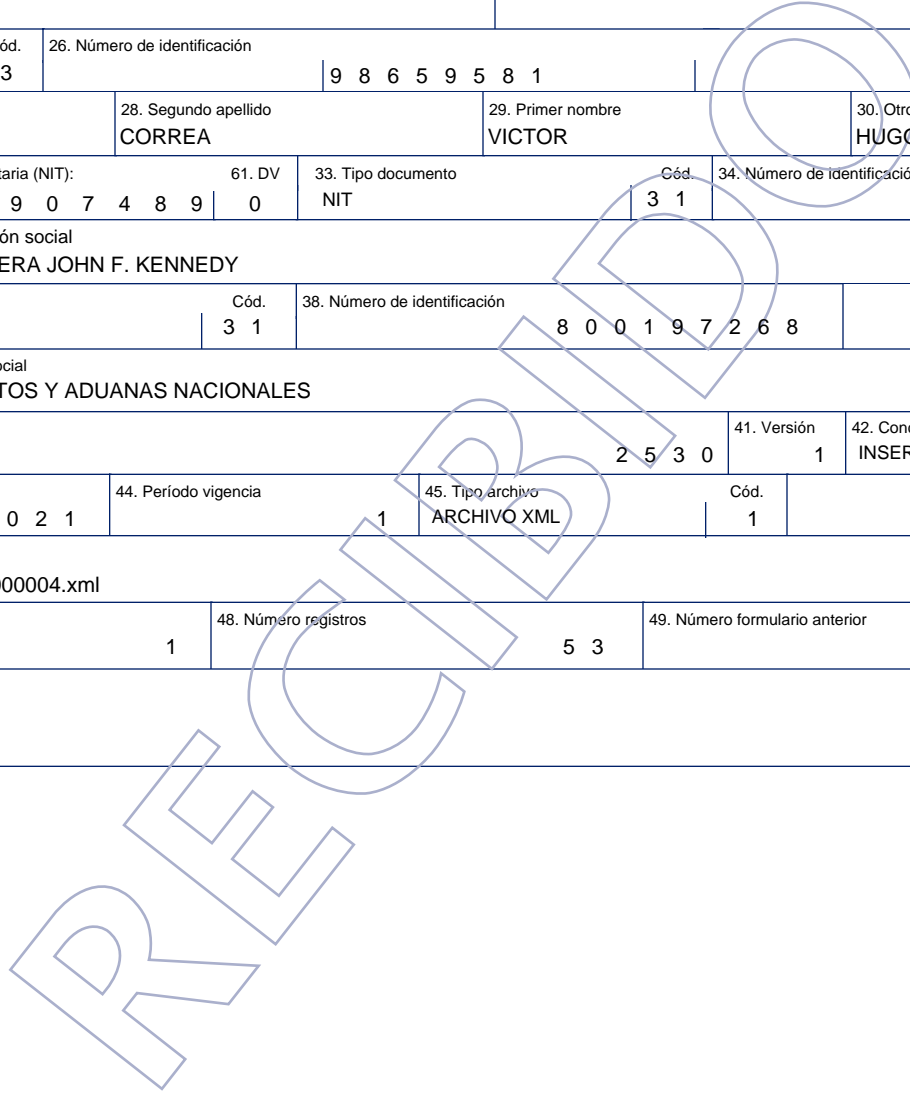 ód. 26. Número de identificación
3 9 8 6 5 9 5 8 1
28. Segundo apellido 29. Primer nombre 30. Otro
CORREA VICTOR HUGO
taria (NIT): 61. DV 33. Tipo documento Cód. 34. Número de identificació
9 0 7 4 8 9 0 NIT 3 1
ón social
ERA JOHN F. KENNEDY
Cód. 38. Número de identificación
3 1 8 0 0 1 9 7 2 6 8
ocial
TOS Y ADUANAS NACIONALES
41. Versión 42. Conc
2 5 3 0 1 INSER
44. Período vigencia 45. Tipo archivo Cód.
0 2 1 1 ARCHIVO XML 1
000004.xml
48. Número registros 49. Número formulario anterior
1 5 3
RECIBIDO